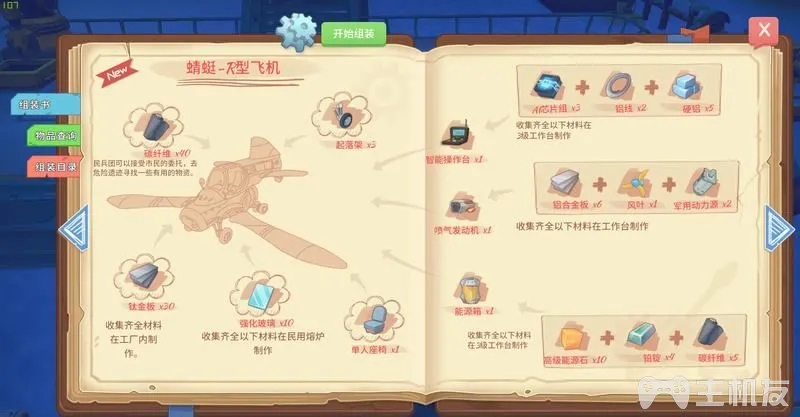 107
开始组装
X
New
蜻蜓-R型飞机
组装书
物品查询
组装目录
碳纤维 x40
民兵团可以接受市民的委托，去
危险遗迹寻找一些有用的物资。
起落架 x3
钛金板 x30
收集齐全材料
在工厂内制
作。
强化玻璃 x10
收集齐全以下材料在民用熔炉
制作
单人座椅 x1
智能操作台 x1
AI芯片组 x3
铝线 x2
硬铝 x5
收集齐全以下材料在
3级工作台制作
喷气发动机 x1
铝合金板 x6
风叶 x1
军用动力源 x2
收集齐全以下材料在工作台制作
能源箱 x1
收集齐全以下材料
在3级工作台制作
高级能源石 x10
铅锭 x4
碳纤维 x5
主机友